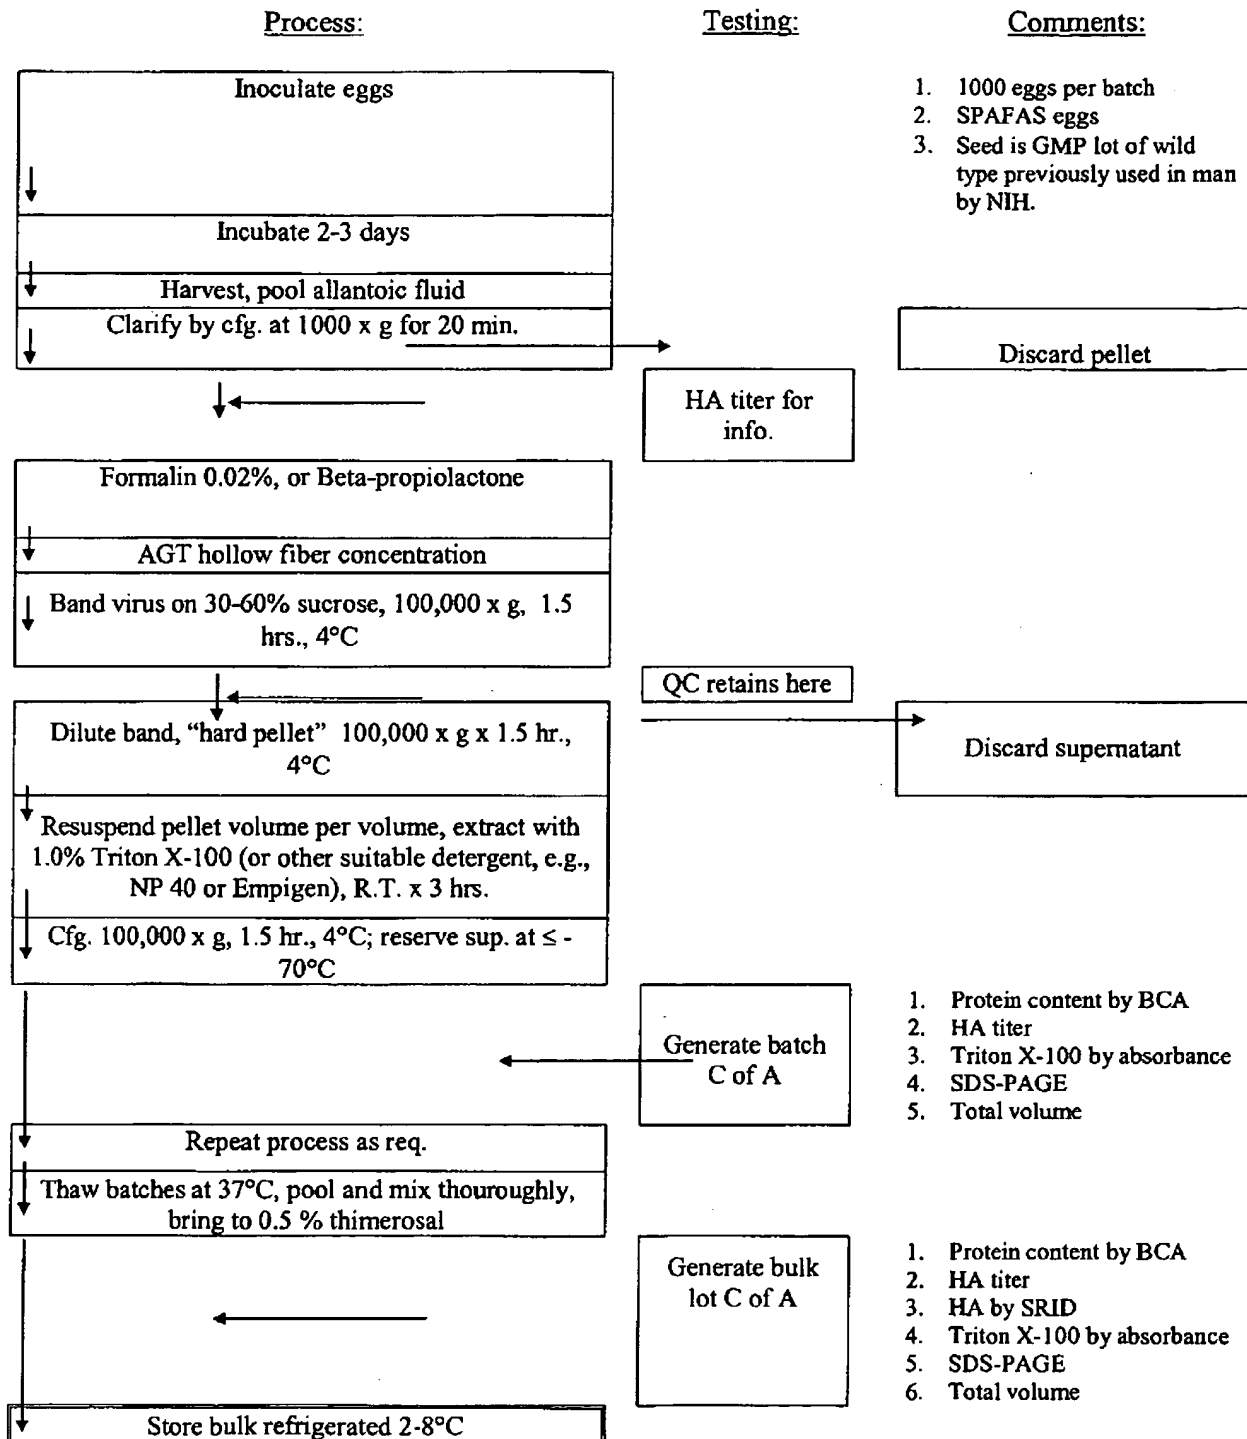 Process:
Testing:
Comments:
Inoculate eggs
1. 1000 eggs per batch
2. SPAFAS eggs
3. Seed is GMP lot of wild
type previously used in man
by NIH.
Incubate 2-3 days
Harvest, pool allantoic fluid
Clarify by cfg. at 1000 x g for 20 min.
Discard pellet
HA titer for
info.
Formalin 0.02%, or Beta-propiolactone
AGT hollow fiber concentration
Band virus on 30-60% sucrose, 100,000 x g, 1.5
hrs., 4°C
QC retains here
Dilute band, “hard pellet” 100,000 x g x 1.5 hr.,
4°C
Discard supernatant
Resuspend pellet volume per volume, extract with
1.0% Triton X-100 (or other suitable detergent, e.g.,
NP 40 or Empigen), R.T. x 3 hrs.
Cfg. 100,000 x g, 1.5 hr., 4°C; reserve sup. at ≤ -
70°C
Generate batch
C of A
1. Protein content by BCA
2. HA titer
3. Triton X-100 by absorbance
4. SDS-PAGE
5. Total volume
Repeat process as req.
Thaw batches at 37°C, pool and mix thouroughly,
bring to 0.5 % thimerosal
Generate bulk
lot C of A
1. Protein content by BCA
2. HA titer
3. HA by SRID
4. Triton X-100 by absorbance
5. SDS-PAGE
6. Total volume
Store bulk refrigerated 2-8°C